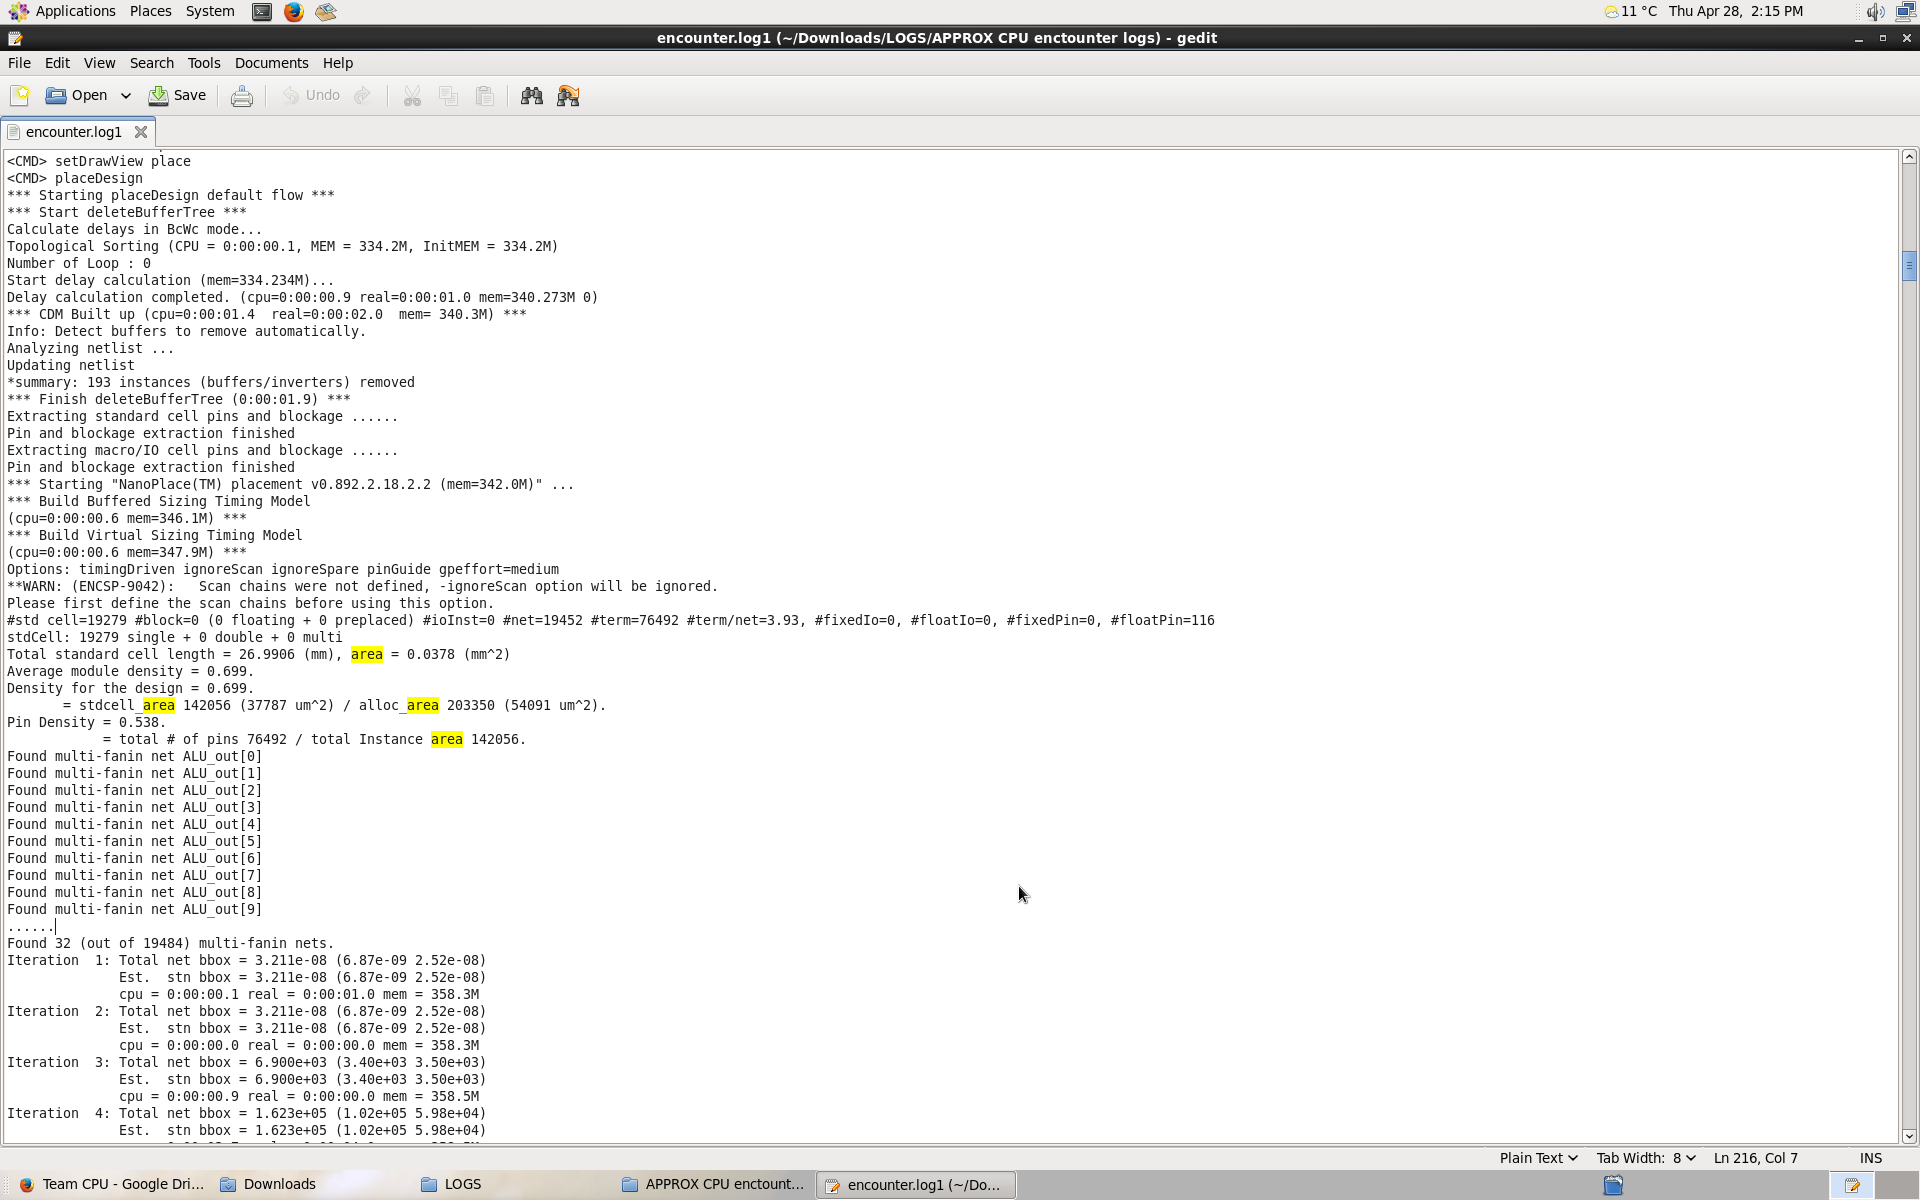 Applications Places System 11 °C Thu Apr 28, 2:15 PM
encounter.log1 (~/Downloads/LOGS/APPROX CPU enctounter logs) - gedit
File Edit View Search Tools Documents Help
Open Save Undo
encounter.log1
<CMD> setDrawView place
<CMD> placeDesign
*** Starting placeDesign default flow ***
*** Start deleteBufferTree ***
Calculate delays in BcWc mode...
Topological Sorting (CPU = 0:00:00.1, MEM = 334.2M, InitMEM = 334.2M)
Number of Loop : 0
Start delay calculation (mem=334.234M)...
Delay calculation completed. (cpu=0:00:00.9 real=0:00:01.0 mem=340.273M 0)
*** CDM Built up (cpu=0:00:01.4  real=0:00:02.0  mem= 340.3M) ***
Info: Detect buffers to remove automatically.
Analyzing netlist ...
Updating netlist
*summary: 193 instances (buffers/inverters) removed
*** Finish deleteBufferTree (0:00:01.9) ***
Extracting standard cell pins and blockage ......
Pin and blockage extraction finished
Extracting macro/IO cell pins and blockage ......
Pin and blockage extraction finished
*** Starting "NanoPlace(TM) placement v0.892.2.18.2.2 (mem=342.0M)" ...
*** Build Buffered Sizing Timing Model
(cpu=0:00:00.6 mem=346.1M) ***
*** Build Virtual Sizing Timing Model
(cpu=0:00:00.6 mem=347.9M) ***
Options: timingDriven ignoreScan ignoreSpare pinGuide gpeffort=medium
**WARN: (ENCSP-9042):   Scan chains were not defined, -ignoreScan option will be ignored.
Please first define the scan chains before using this option.
#std cell=19279 #block=0 (0 floating + 0 preplaced) #ioInst=0 #net=19452 #term=76492 #term/net=3.93, #fixedIo=0, #floatIo=0, #fixedPin=0, #floatPin=116
stdCell: 19279 single + 0 double + 0 multi
Total standard cell length = 26.9906 (mm), area = 0.0378 (mm^2)
Average module density = 0.699.
Density for the design = 0.699.
       = stdcell_area 142056 (37787 um^2) / alloc_area 203350 (54091 um^2).
Pin Density = 0.538.
            = total # of pins 76492 / total Instance area 142056.
Found multi-fanin net ALU_out[0]
Found multi-fanin net ALU_out[1]
Found multi-fanin net ALU_out[2]
Found multi-fanin net ALU_out[3]
Found multi-fanin net ALU_out[4]
Found multi-fanin net ALU_out[5]
Found multi-fanin net ALU_out[6]
Found multi-fanin net ALU_out[7]
Found multi-fanin net ALU_out[8]
Found multi-fanin net ALU_out[9]
......
Found 32 (out of 19484) multi-fanin nets.
Iteration  1: Total net bbox = 3.211e-08 (6.87e-09 2.52e-08)
              Est.  stn bbox = 3.211e-08 (6.87e-09 2.52e-08)
              cpu = 0:00:00.1 real = 0:00:01.0 mem = 358.3M
Iteration  2: Total net bbox = 3.211e-08 (6.87e-09 2.52e-08)
              Est.  stn bbox = 3.211e-08 (6.87e-09 2.52e-08)
              cpu = 0:00:00.0 real = 0:00:00.0 mem = 358.3M
Iteration  3: Total net bbox = 6.900e+03 (3.40e+03 3.50e+03)
              Est.  stn bbox = 6.900e+03 (3.40e+03 3.50e+03)
              cpu = 0:00:00.9 real = 0:00:00.0 mem = 358.5M
Iteration  4: Total net bbox = 1.623e+05 (1.02e+05 5.98e+04)
              Est.  stn bbox = 1.623e+05 (1.02e+05 5.98e+04)
Plain Text Tab Width: 8 Ln 216, Col 7 INS
Team CPU - Google Dri... Downloads LOGS APPROX CPU enctount... encounter.log1 (~/Do...